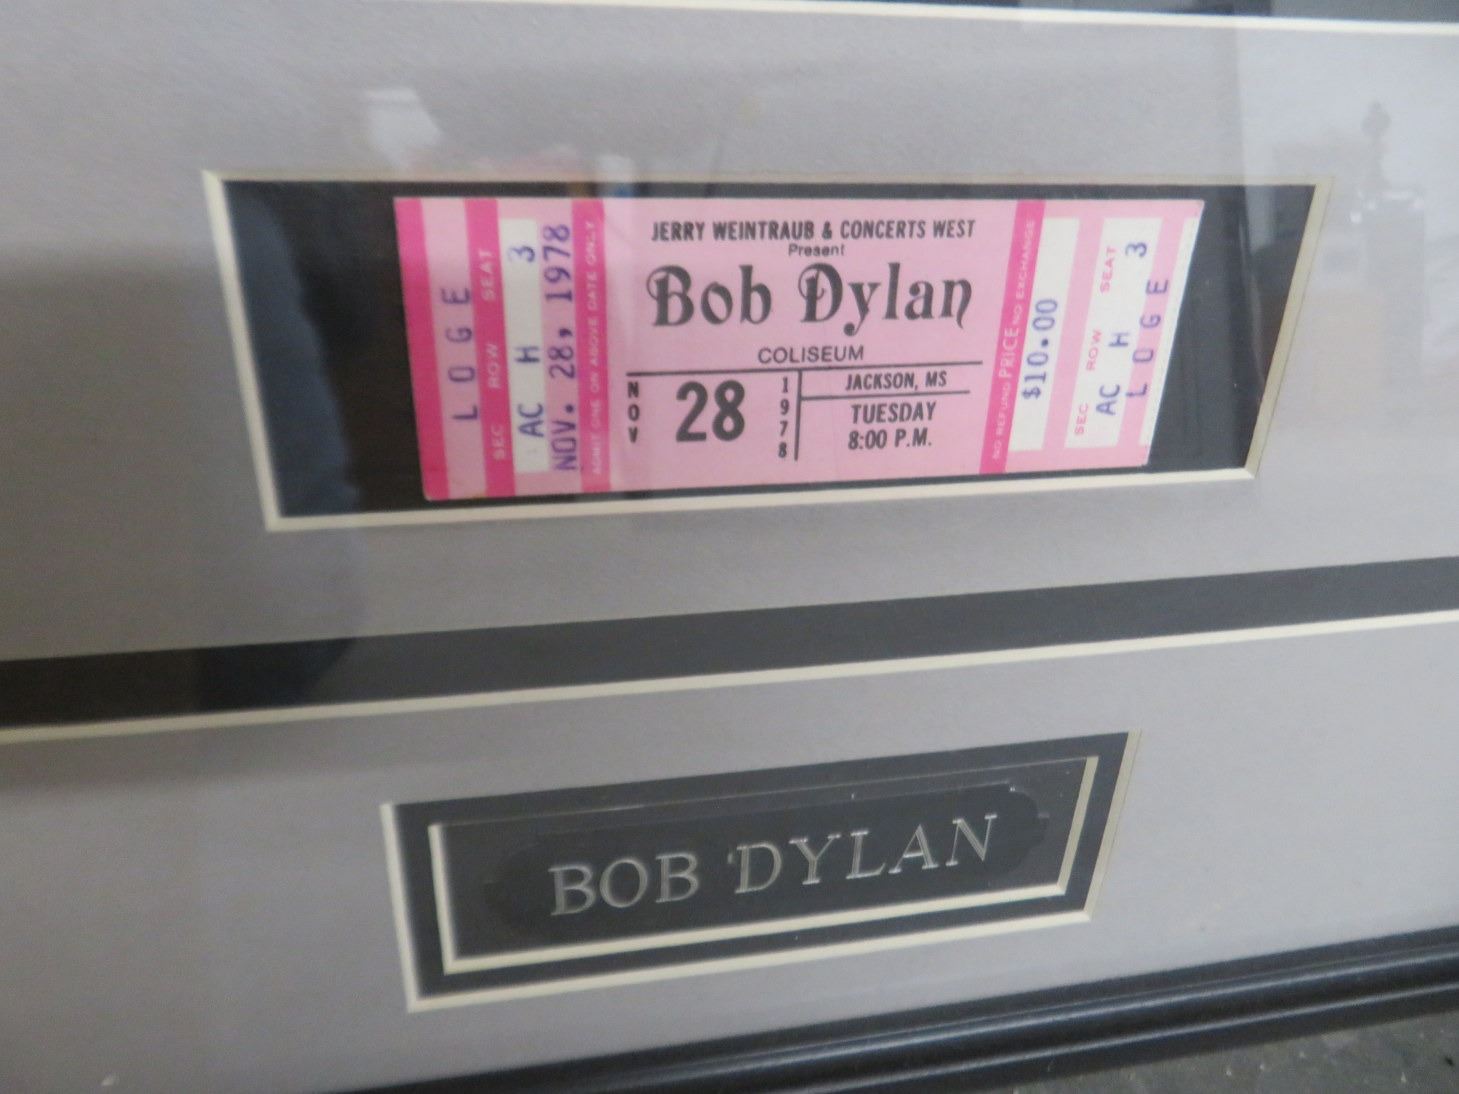 LOGE
SEC ROW SEAT
AC H 3
NOV. 28, 1978
ADMIT ONE ON ABOVE DATE ONLY
JERRY WEINTRAUB & CONCERTS WEST
Present
Bob Dylan
COLISEUM
NOV 28 1978
JACKSON, MS
TUESDAY
8:00 P.M.
NO REFUND PRICE NO EXCHANGE
$10.00
SEC ROW SEAT
AC H 3
LOGE
BOB DYLAN